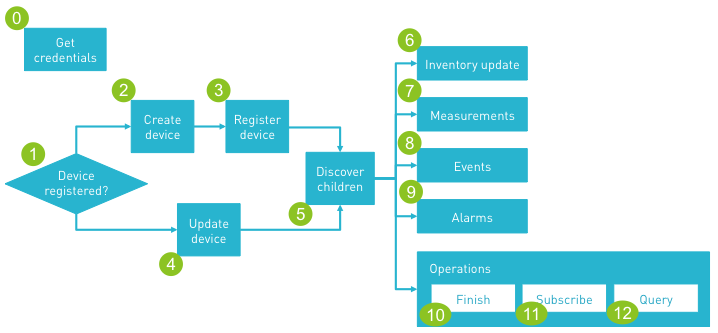 0
Get
credentials
1
Device
registered?
2
Create
device
3
Register
device
4
Update
device
5
Discover
children
6
Inventory update
7
Measurements
8
Events
9
Alarms
Operations
10
Finish
11
Subscribe
12
Query